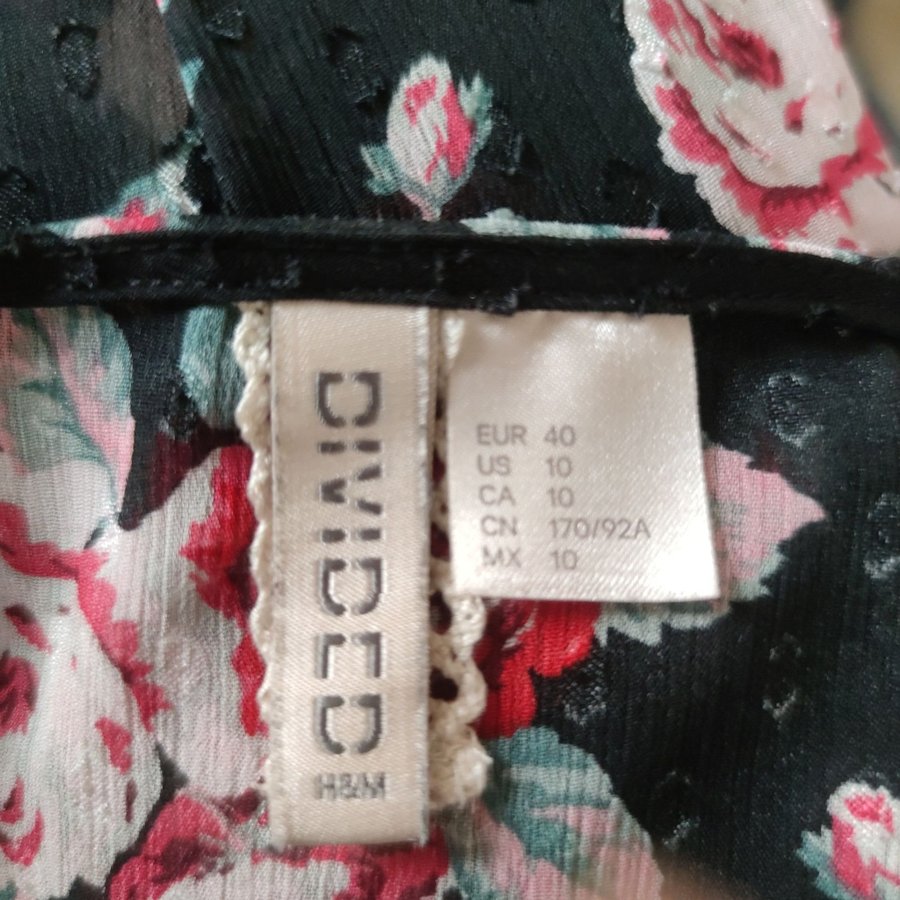 DIVIDED
H&M
EUR 40
US 10
CA 10
CN 170/92A
MX 10